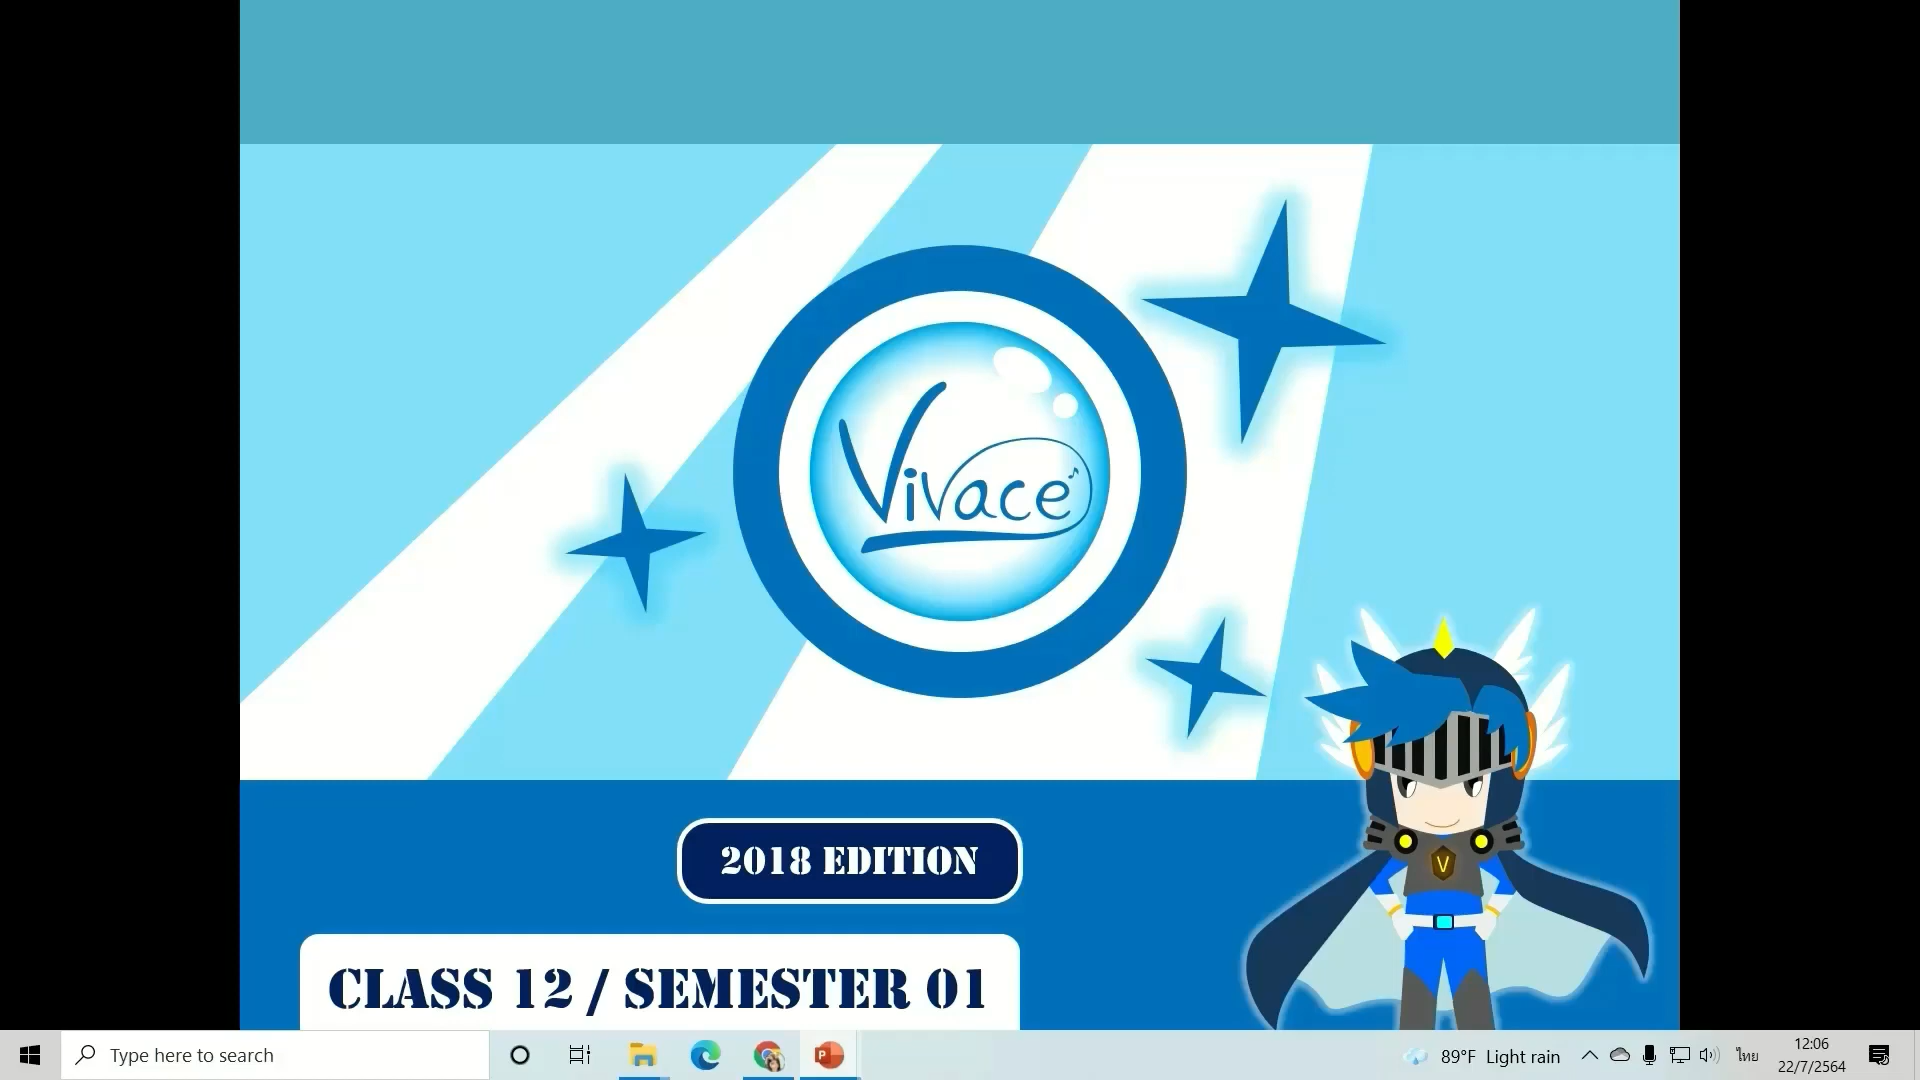 Vivace
2018 EDITION
CLASS 12 / SEMESTER 01
V
Type here to search
89°F Light rain
ไทย
12:06
22/7/2564